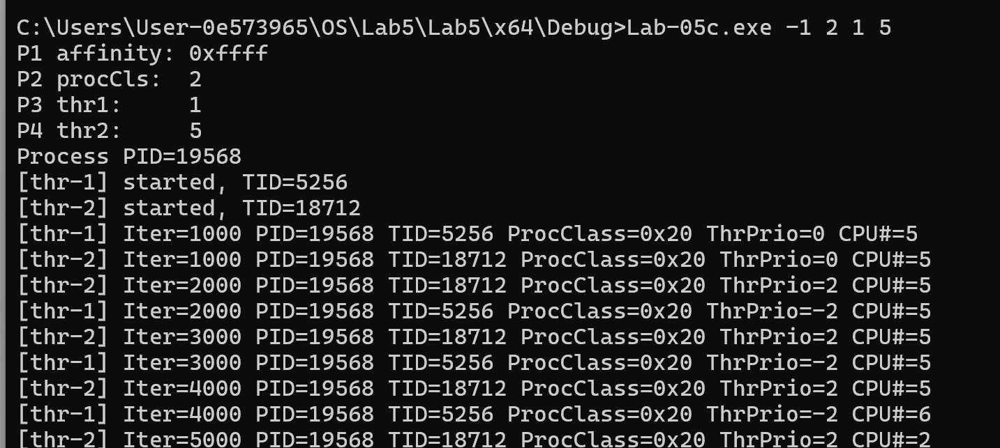 C:\Users\User-0e573965\OS\Lab5\Lab5\x64\Debug>Lab-05c.exe -1 2 1 5
P1 affinity: 0xffff
P2 procCls:  2
P3 thr1:     1
P4 thr2:     5
Process PID=19568
[thr-1] started, TID=5256
[thr-2] started, TID=18712
[thr-1] Iter=1000 PID=19568 TID=5256 ProcClass=0x20 ThrPrio=0 CPU#=5
[thr-2] Iter=1000 PID=19568 TID=18712 ProcClass=0x20 ThrPrio=0 CPU#=5
[thr-2] Iter=2000 PID=19568 TID=18712 ProcClass=0x20 ThrPrio=2 CPU#=5
[thr-1] Iter=2000 PID=19568 TID=5256 ProcClass=0x20 ThrPrio=-2 CPU#=5
[thr-2] Iter=3000 PID=19568 TID=18712 ProcClass=0x20 ThrPrio=2 CPU#=5
[thr-1] Iter=3000 PID=19568 TID=5256 ProcClass=0x20 ThrPrio=-2 CPU#=5
[thr-2] Iter=4000 PID=19568 TID=18712 ProcClass=0x20 ThrPrio=2 CPU#=5
[thr-1] Iter=4000 PID=19568 TID=5256 ProcClass=0x20 ThrPrio=-2 CPU#=6
[thr-2] Iter=5000 PID=19568 TID=18712 ProcClass=0x20 ThrPrio=2 CPU#=2